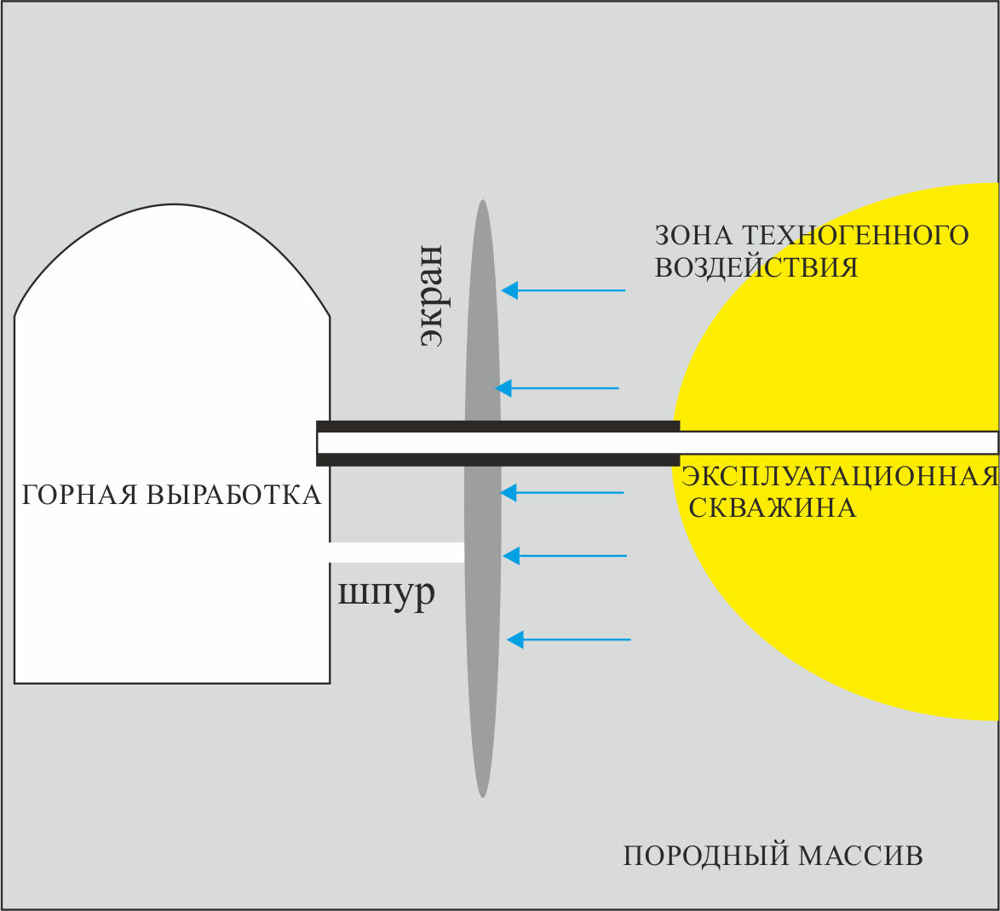 ЗОНА ТЕХНОГЕННОГО
ВОЗДЕЙСТВИЯ
экран
ГОРНАЯ ВЫРАБОТКА
ЭКСПЛУАТАЦИОННАЯ
СКВАЖИНА
шпур
ПОРОДНЫЙ МАССИВ